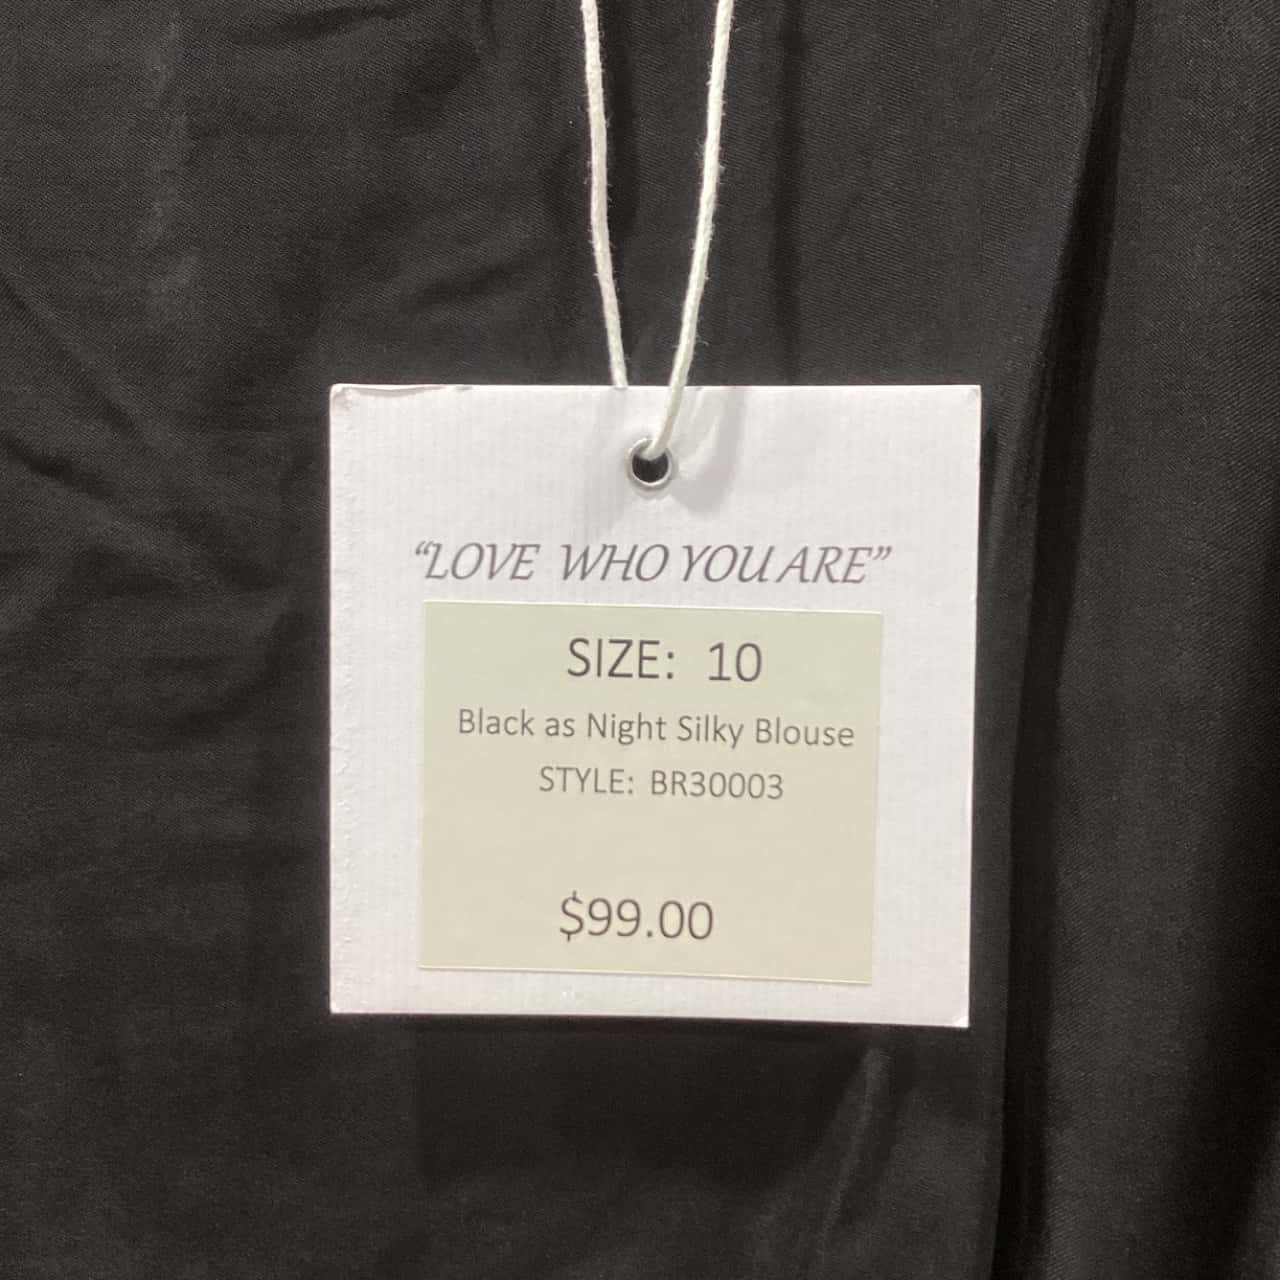 “LOVE WHO YOU ARE”
SIZE: 10
Black as Night Silky Blouse
STYLE: BR30003
$99.00